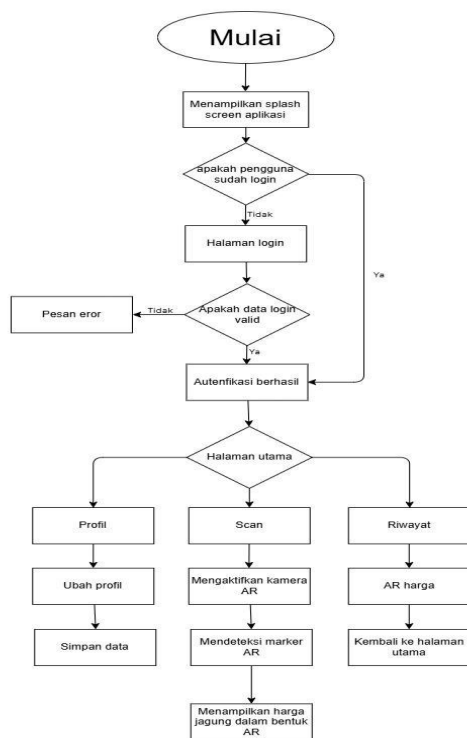 Mulai
Menampilkan splash
screen aplikasi
apakah pengguna
sudah login
Tidak
Halaman login
Ya
Pesan eror
Tidak
Apakah data login
valid
Ya
Autenfikasi berhasil
Halaman utama
Profil
Scan
Riwayat
Ubah profil
Mengaktifkan kamera
AR
AR harga
Simpan data
Mendeteksi marker
AR
Kembali ke halaman
utama
Menampilkan harga
jagung dalam bentuk
AR